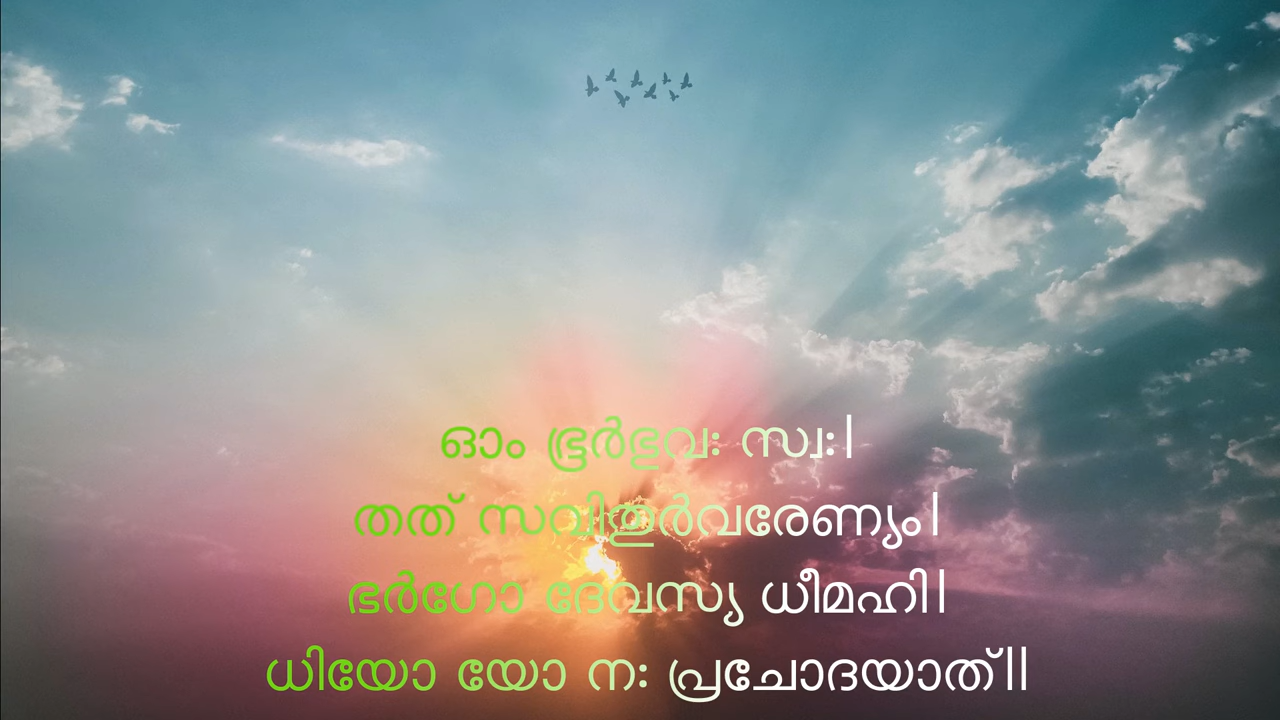 ഓം ഭൂർഭുവഃ സ്വഃ।
തത് സവിതുർവരേണ്യം।
ഭർഗോ ദേവസ്യ ധീമഹി।
ധിയോ യോ നഃ പ്രചോദയാത്॥